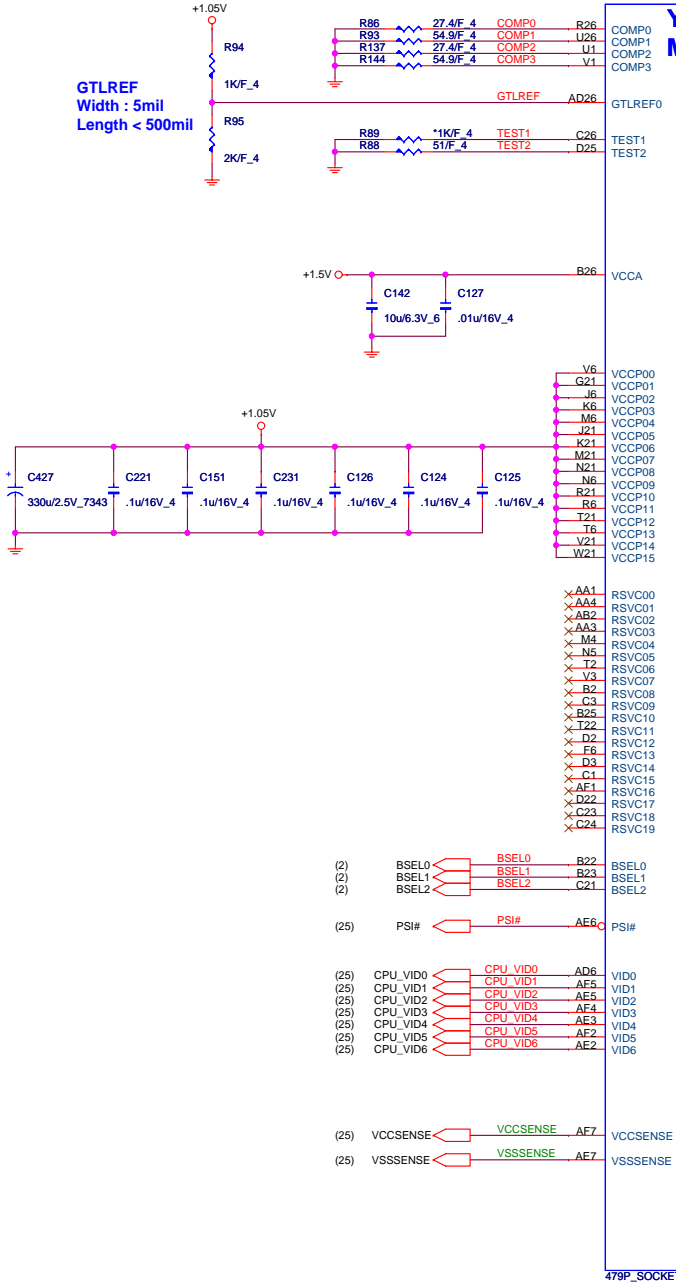 +1.05V
R94
1K/F_4
GTLREF
Width : 5mil
Length < 500mil
R95
2K/F_4
R86 27.4/F_4 COMP0 R26 COMP0
R93 54.9/F_4 COMP1 U26 COMP1
R137 27.4/F_4 COMP2 U1 COMP2
R144 54.9/F_4 COMP3 V1 COMP3
Y
M
GTLREF AD26 GTLREF0
R89 *1K/F_4 TEST1 C26 TEST1
R88 51/F_4 TEST2 D25 TEST2
+1.5V B26 VCCA
C142 C127
10u/6.3V_6 .01u/16V_4
V6 VCCP00
G21 VCCP01
J6 VCCP02
K6 VCCP03
M6 VCCP04
J21 VCCP05
K21 VCCP06
M21 VCCP07
N21 VCCP08
N6 VCCP09
R21 VCCP10
R6 VCCP11
T21 VCCP12
T6 VCCP13
V21 VCCP14
W21 VCCP15
+1.05V
+ C427 C221 C151 C231 C126 C124 C125
330u/2.5V_7343 .1u/16V_4 .1u/16V_4 .1u/16V_4 .1u/16V_4 .1u/16V_4 .1u/16V_4
AA1 RSVC00
AA4 RSVC01
AB2 RSVC02
AA3 RSVC03
M4 RSVC04
N5 RSVC05
T2 RSVC06
V3 RSVC07
B2 RSVC08
C3 RSVC09
B25 RSVC10
T22 RSVC11
D2 RSVC12
F6 RSVC13
D3 RSVC14
C1 RSVC15
AF1 RSVC16
D22 RSVC17
C23 RSVC18
C24 RSVC19
(2) BSEL0 BSEL0 B22 BSEL0
(2) BSEL1 BSEL1 B23 BSEL1
(2) BSEL2 BSEL2 C21 BSEL2
(25) PSI# PSI# AE6 PSI#
(25) CPU_VID0 CPU_VID0 AD6 VID0
(25) CPU_VID1 CPU_VID1 AF5 VID1
(25) CPU_VID2 CPU_VID2 AE5 VID2
(25) CPU_VID3 CPU_VID3 AF4 VID3
(25) CPU_VID4 CPU_VID4 AE3 VID4
(25) CPU_VID5 CPU_VID5 AF2 VID5
(25) CPU_VID6 CPU_VID6 AE2 VID6
(25) VCCSENSE VCCSENSE AF7 VCCSENSE
(25) VSSSENSE VSSSENSE AE7 VSSSENSE
479P_SOCKET